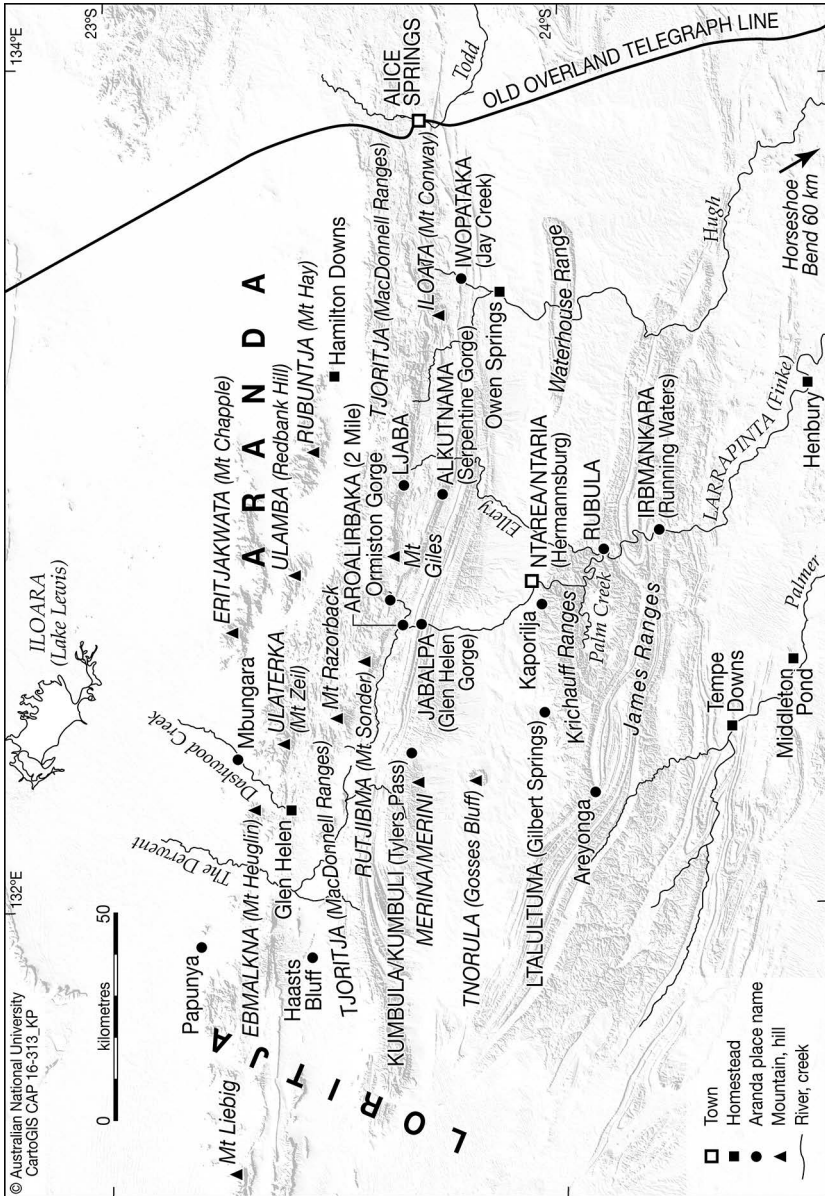 © Australian National University
CartoGIS CAP 16-313_KP
132ºE
134ºE
23ºS
24ºS
0
50
kilometres
ILOARA
(Lake Lewis)
The Derwent
Dashwood Creek
Mbungara
ERITJAKWATA (Mt Chapple)
ARANDA
LORITJA
Papunya
Mt Liebig
EBMALKNA (Mt Heuglin)
Glen Helen
ULATERKA
(Mt Zeil)
ULAMBA (Redbank Hill)
RUBUNTJA (Mt Hay)
Hamilton Downs
Haasts
Bluff
TJORITJA (MacDonnell Ranges)
Mt Razorback
RUTJIBMA (Mt Sonder)
AROALIRBAKA (2 Mile)
Ormiston Gorge
Mt
Giles
LJABA
TJORITJA (MacDonnell Ranges)
ALICE
SPRINGS
Todd
OLD OVERLAND TELEGRAPH LINE
KUMBULA/KUMBULI (Tylers Pass)
MERINA/MERINI
JABALPA
(Glen Helen
Gorge)
ALKUTNAMA
(Serpentine Gorge)
ILOATA (Mt Conway)
IWOPATAKA
(Jay Creek)
Owen Springs
TNORULA (Gosses Bluff)
Ellery
Waterhouse Range
LTALULTUMA (Gilbert Springs)
Kaporilja
NTAREA/NTARIA
(Hermannsburg)
Krichauff Ranges
Palm Creek
RUBULA
Areyonga
James Ranges
IRBMANKARA
(Running Waters)
Hugh
LARRAPINTA (Finke)
Tempe
Downs
Middleton
Pond
Palmer
Henbury
Horseshoe
Bend 60 km
Town
Homestead
Aranda place name
Mountain, hill
River, creek